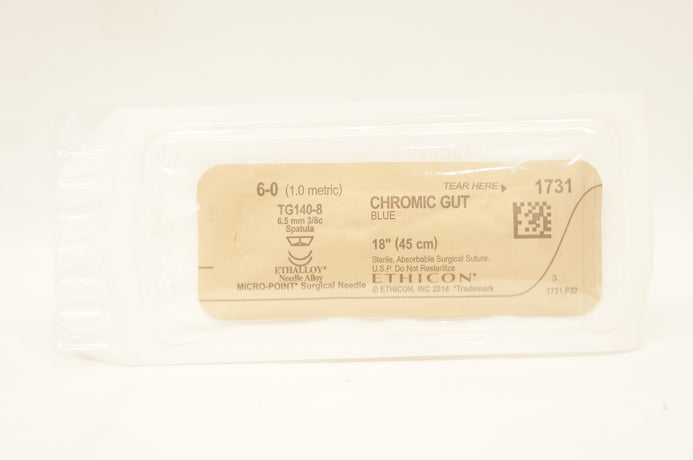 6-0 (1.0 metric)
TG140-8
6.5 mm 3/8c
Spatula
ETHALLOY*
Needle Alloy
MICRO-POINT* Surgical Needle
TEAR HERE
1731
CHROMIC GUT
BLUE
18" (45 cm)
Sterile, Absorbable Surgical Suture.
U.S.P. Do Not Resterilize
ETHICON*
© ETHICON, INC 2014 *Trademark
3
1731.P32